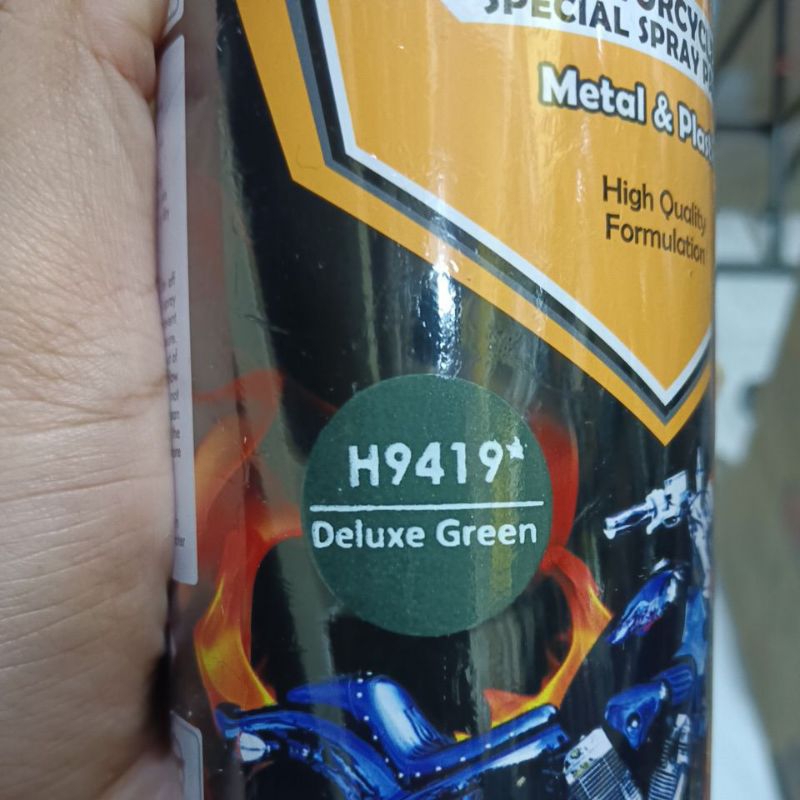 SPECIAL SPRAY
Metal & Plas
High Quality
Formulation
H9419*
Deluxe Green